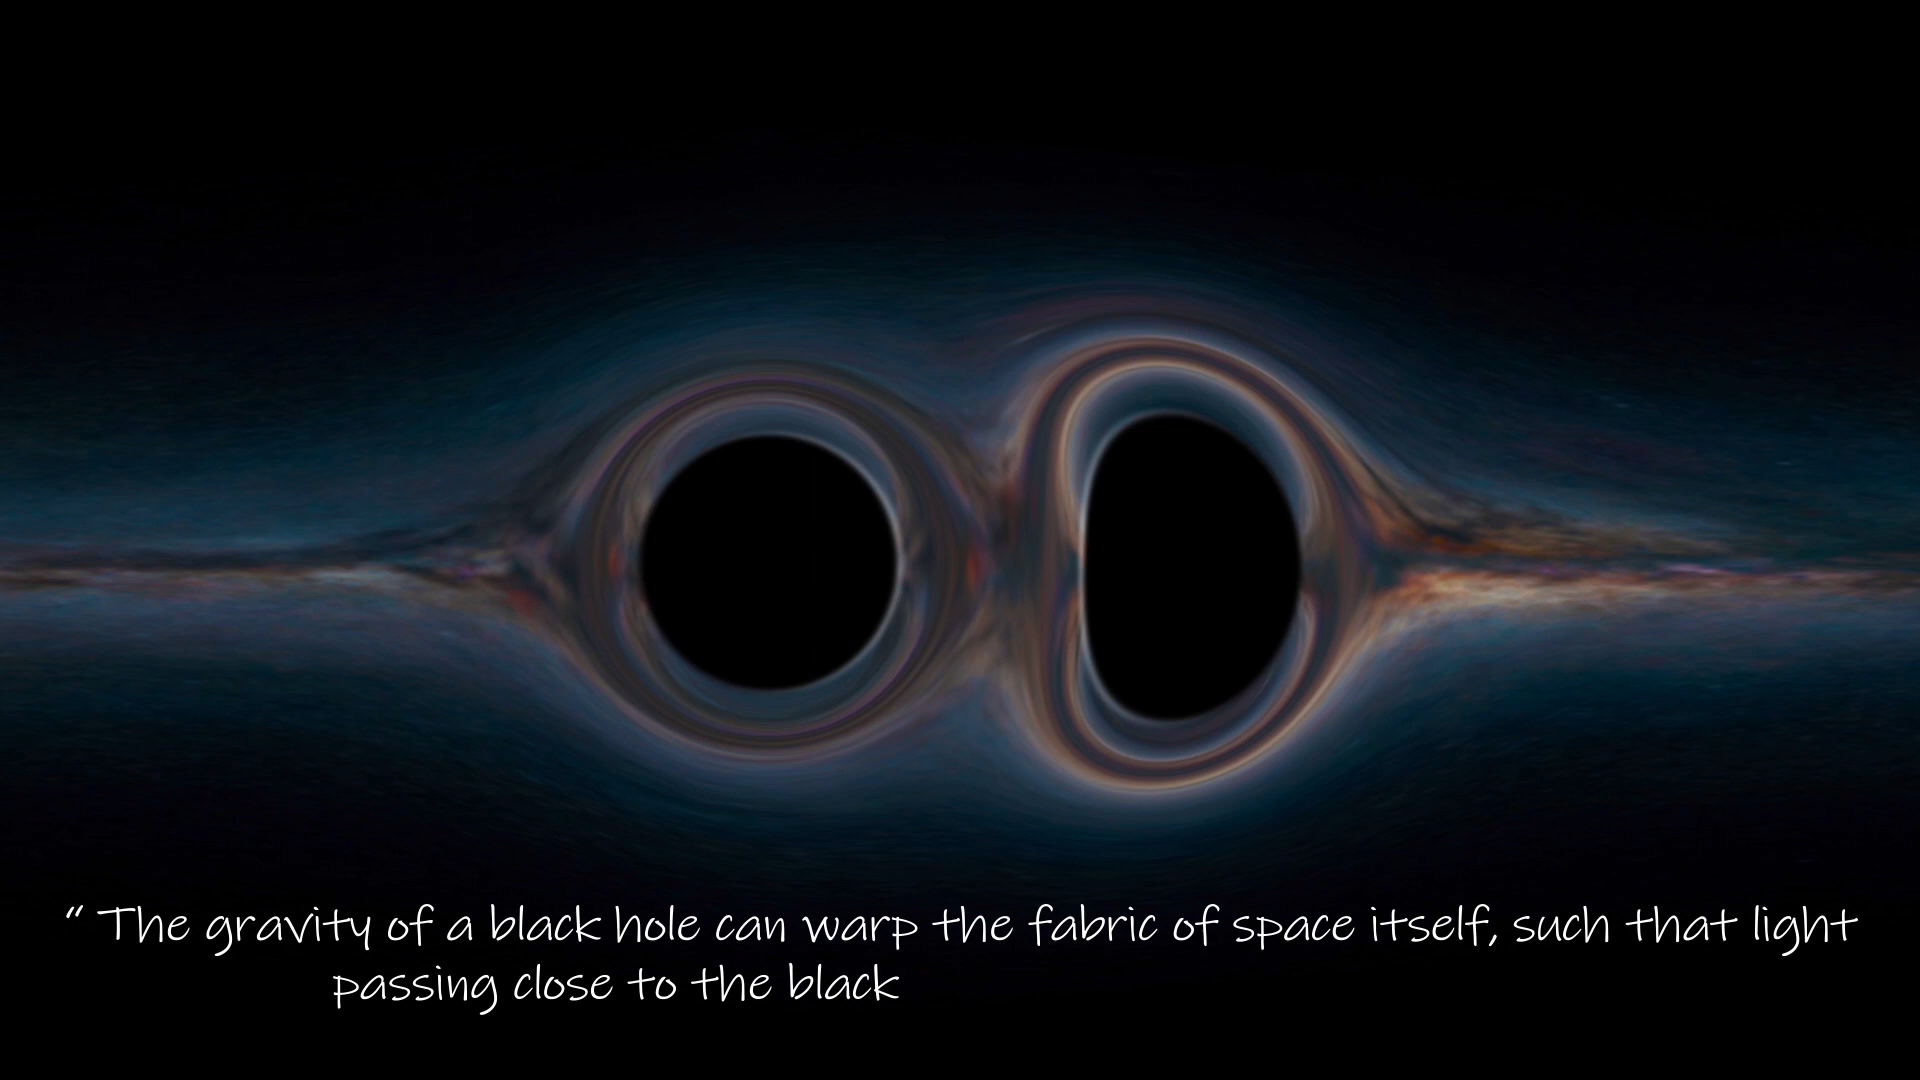 “ The gravity of a black hole can warp the fabric of space itself, such that light
passing close to the black